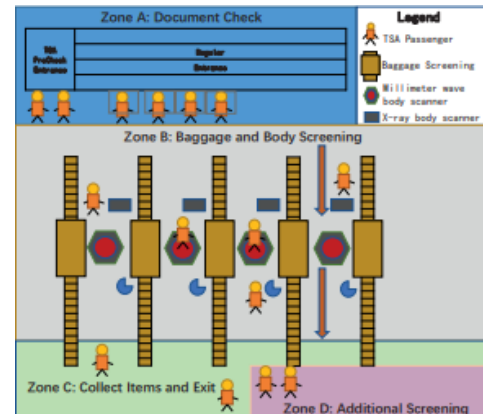 Zone A: Document Check
TSA
PreCheck
Entrance
Regular
Entrance
Legend
TSA Passenger
Baggage Screening
Millimeter wave
body scanner
X-ray body scanner
Zone B: Baggage and Body Screening
Zone C: Collect Items and Exit
Zone D: Additional Screening